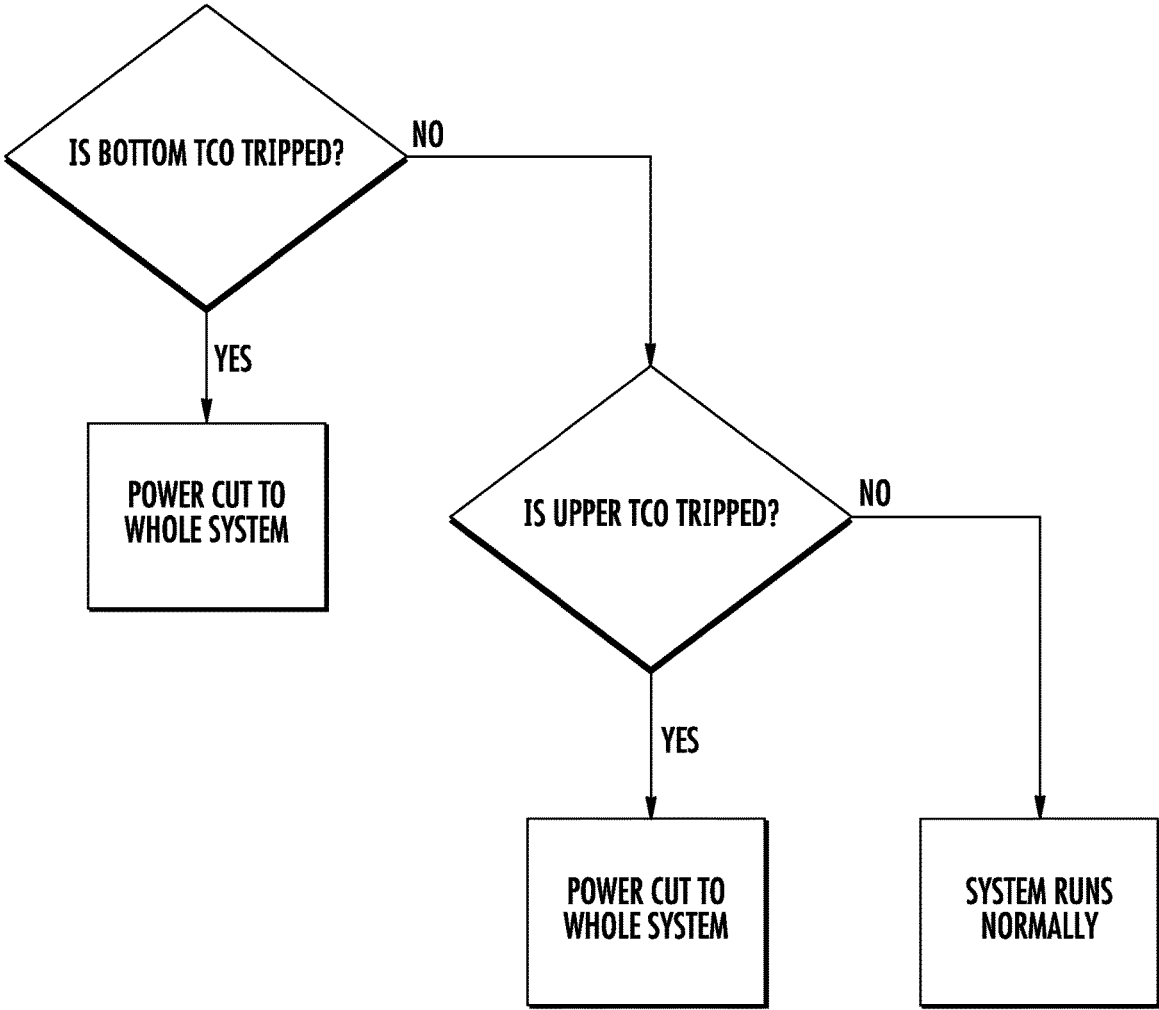 IS BOTTOM TCO TRIPPED?
NO
YES
POWER CUT TO
WHOLE SYSTEM
IS UPPER TCO TRIPPED?
NO
YES
POWER CUT TO
WHOLE SYSTEM
SYSTEM RUNS
NORMALLY